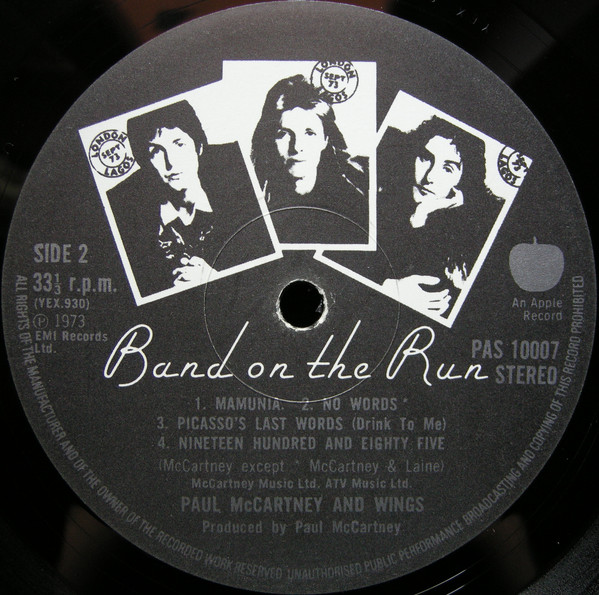 LONDON
SEPT
73
LAGOS
LONDON
SEPT
73
LAGOS
SEPT
73
SIDE 2
33⅓ r.p.m.
(YEX.930)
Ⓟ 1973
EMI Records
Ltd.
An Apple
Record
PAS 10007
STEREO
Band on the Run
1. MAMUNIA. 2. NO WORDS *
3. PICASSO'S LAST WORDS (Drink To Me)
4. NINETEEN HUNDRED AND EIGHTY FIVE
(McCartney except * McCartney & Laine)
McCartney Music Ltd. ATV Music Ltd.
PAUL McCARTNEY AND WINGS
Produced by Paul McCartney
ALL RIGHTS OF THE MANUFACTURER AND OF THE OWNER OF THE RECORDED WORK RESERVED. UNAUTHORISED PUBLIC PERFORMANCE BROADCASTING AND COPYING OF THIS RECORD PROHIBITED